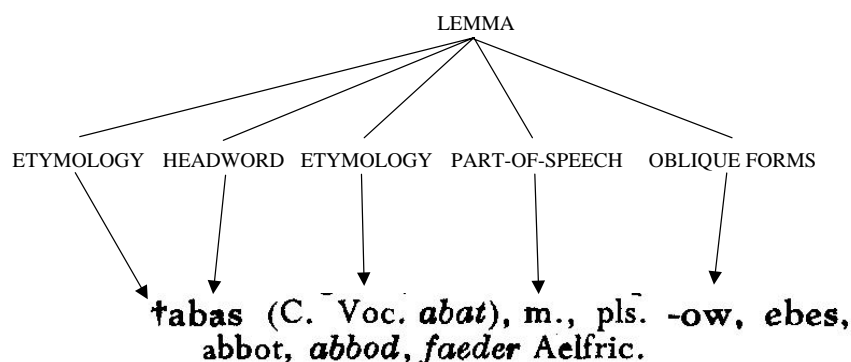 LEMMA
ETYMOLOGY HEADWORD ETYMOLOGY PART-OF-SPEECH OBLIQUE FORMS
†abas (C. Voc. abat), m., pls. -ow, ebes,
abbot, abbod, faeder Aelfric.